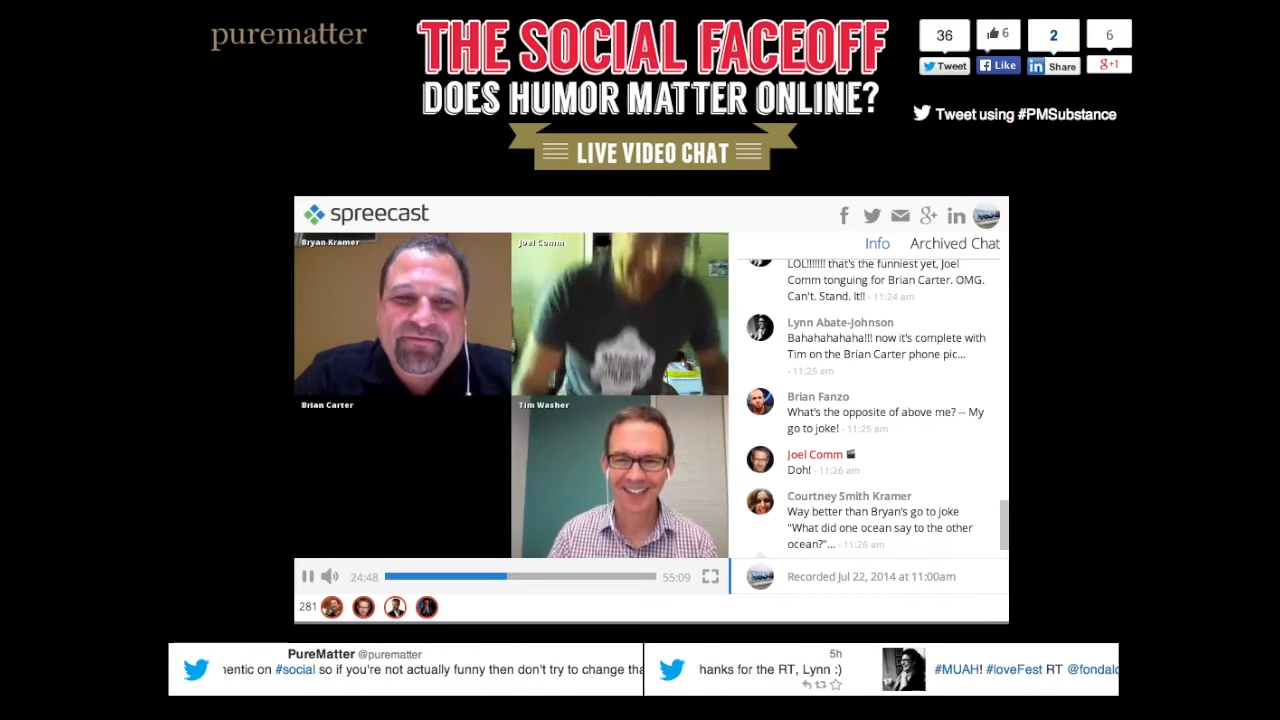 purematter
THE SOCIAL FACEOFF
DOES HUMOR MATTER ONLINE?
LIVE VIDEO CHAT
36
6
2
6
Tweet
Like
Share
g+1
Tweet using #PMSubstance
spreecast
Info
Archived Chat
Bryan Kramer
Joel Comm
Brian Carter
Tim Washer
LOL!!!!!!! that's the funniest yet, Joel
Comm tonguing for Brian Carter. OMG.
Can't. Stand. It!! - 11:24 am
Lynn Abate-Johnson
Bahahahahaha!!! now it's complete with
Tim on the Brian Carter phone pic...
- 11:25 am
Brian Fanzo
What's the opposite of above me? -- My
go to joke! - 11:25 am
Joel Comm
Doh! - 11:26 am
Courtney Smith Kramer
Way better than Bryan's go to joke
"What did one ocean say to the other
ocean?"... - 11:26 am
24:48
55:09
Recorded Jul 22, 2014 at 11:00am
281
PureMatter @purematter
entic on #social so if you're not actually funny then don't try to change tha
5h
hanks for the RT, Lynn :)
#MUAH! #loveFest RT @fondalo